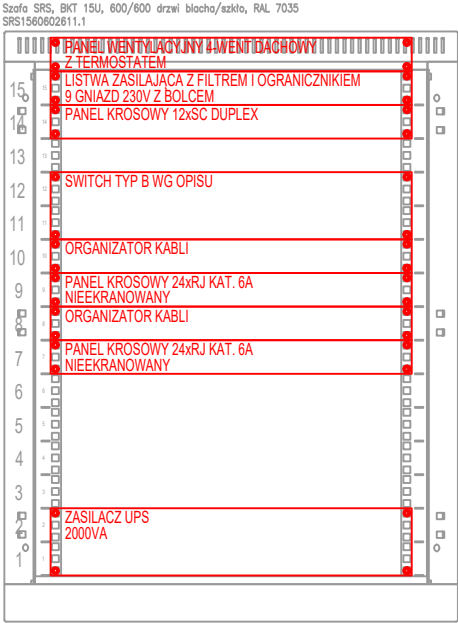 Szafa SRS, BKT 15U, 600/600 drzwi blacha/szkło, RAL 7035
SRS1560602611.1
PANEL WENTYLACYJNY 4-WENT DACHOWY
Z TERMOSTATEM
15
LISTWA ZASILAJĄCA Z FILTREM I OGRANICZNIKIEM
9 GNIAZD 230V Z BOLCEM
14
PANEL KROSOWY 12xSC DUPLEX
13
12
SWITCH TYP B WG OPISU
11
10
ORGANIZATOR KABLI
9
PANEL KROSOWY 24xRJ KAT. 6A
NIEEKRANOWANY
8
ORGANIZATOR KABLI
7
PANEL KROSOWY 24xRJ KAT. 6A
NIEEKRANOWANY
6
5
4
3
2
ZASILACZ UPS
2000VA
1